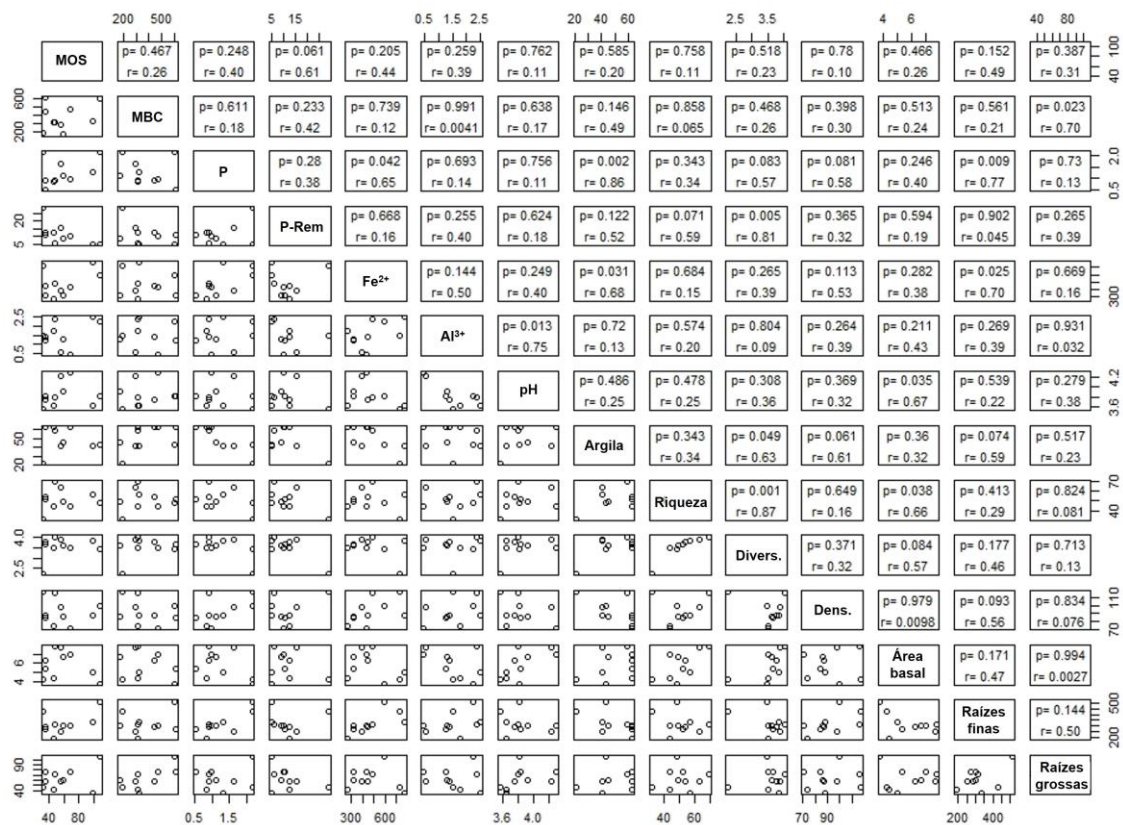 200 500 5 15 0.5 1.5 2.5 20 40 60 2.5 3.5 4 6 40 80
MOS p= 0.467 p= 0.248 p= 0.061 p= 0.205 p= 0.259 p= 0.762 p= 0.585 p= 0.758 p= 0.518 p= 0.78 p= 0.466 p= 0.152 p= 0.387 40 100
r= 0.26 r= 0.40 r= 0.61 r= 0.44 r= 0.39 r= 0.11 r= 0.20 r= 0.11 r= 0.23 r= 0.10 r= 0.26 r= 0.49 r= 0.31
200 600 MBC p= 0.611 p= 0.233 p= 0.739 p= 0.991 p= 0.638 p= 0.146 p= 0.858 p= 0.468 p= 0.398 p= 0.513 p= 0.561 p= 0.023
r= 0.18 r= 0.42 r= 0.12 r= 0.0041 r= 0.17 r= 0.49 r= 0.065 r= 0.26 r= 0.30 r= 0.24 r= 0.21 r= 0.70
P p= 0.28 p= 0.042 p= 0.693 p= 0.756 p= 0.002 p= 0.343 p= 0.083 p= 0.081 p= 0.246 p= 0.009 p= 0.73 0.5 2.0
r= 0.38 r= 0.65 r= 0.14 r= 0.11 r= 0.86 r= 0.34 r= 0.57 r= 0.58 r= 0.40 r= 0.77 r= 0.13
5 20 P-Rem p= 0.668 p= 0.255 p= 0.624 p= 0.122 p= 0.071 p= 0.005 p= 0.365 p= 0.594 p= 0.902 p= 0.265
r= 0.16 r= 0.40 r= 0.18 r= 0.52 r= 0.59 r= 0.81 r= 0.32 r= 0.19 r= 0.045 r= 0.39
Fe²⁺ p= 0.144 p= 0.249 p= 0.031 p= 0.684 p= 0.265 p= 0.113 p= 0.282 p= 0.025 p= 0.669 300
r= 0.50 r= 0.40 r= 0.68 r= 0.15 r= 0.39 r= 0.53 r= 0.38 r= 0.70 r= 0.16
0.5 2.5 Al³⁺ p= 0.013 p= 0.72 p= 0.574 p= 0.804 p= 0.264 p= 0.211 p= 0.269 p= 0.931
r= 0.75 r= 0.13 r= 0.20 r= 0.09 r= 0.39 r= 0.43 r= 0.39 r= 0.032
pH p= 0.486 p= 0.478 p= 0.308 p= 0.369 p= 0.035 p= 0.539 p= 0.279 3.6 4.2
r= 0.25 r= 0.25 r= 0.36 r= 0.32 r= 0.67 r= 0.22 r= 0.38
20 50 Argila p= 0.343 p= 0.049 p= 0.061 p= 0.36 p= 0.074 p= 0.517
r= 0.34 r= 0.63 r= 0.61 r= 0.32 r= 0.59 r= 0.23
Riqueza p= 0.001 p= 0.649 p= 0.038 p= 0.413 p= 0.824 40 70
r= 0.87 r= 0.16 r= 0.66 r= 0.29 r= 0.081
2.5 4.0 Divers. p= 0.371 p= 0.084 p= 0.177 p= 0.713
r= 0.32 r= 0.57 r= 0.46 r= 0.13
Dens. p= 0.979 p= 0.093 p= 0.834 70 110
r= 0.0098 r= 0.56 r= 0.076
4 6 Área p= 0.171 p= 0.994
basal r= 0.47 r= 0.0027
Raízes p= 0.144 200 500
finas r= 0.50
40 90 Raízes
grossas
40 80 0.5 1.5 300 600 3.6 4.0 40 60 70 90 200 400